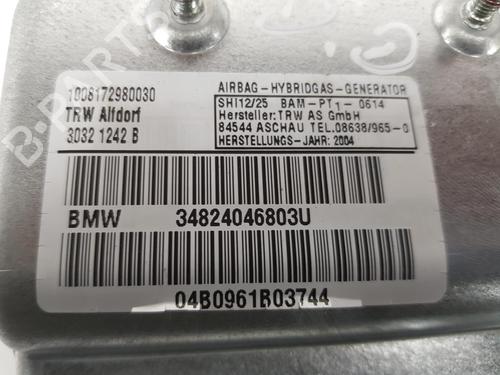 1008172980030
TRW Alfdorf
3032 1242 B
AIRBAG-HYBRIDGAS-GENERATOR
SHI12/25 BAM-PT1-0614
Hersteller:TRW AS GmbH
84544 ASCHAU TEL.08638/965-0
HERSTELLUNGS-JAHR: 2004
BMW 34824046803U
04B0961B03744